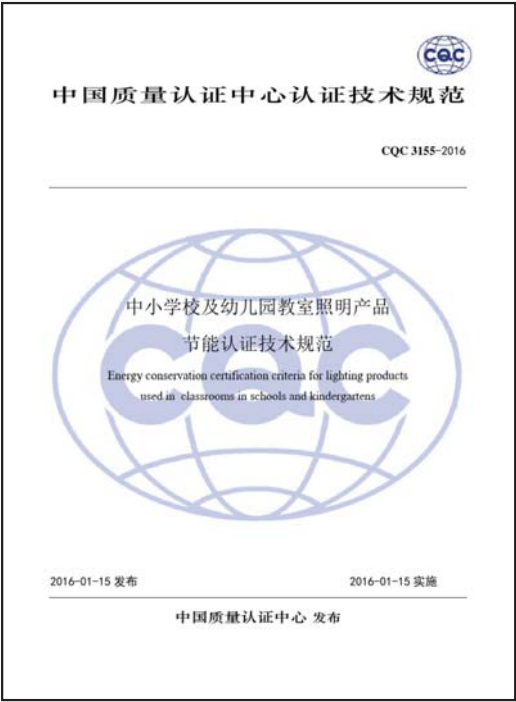 CQC
中国质量认证中心认证技术规范
CQC 3155-2016
CQC
中小学校及幼儿园教室照明产品
节能认证技术规范
Energy conservation certification criteria for lighting products
used in classrooms in schools and kindergartens
2016-01-15 发布
2016-01-15 实施
中国质量认证中心 发布